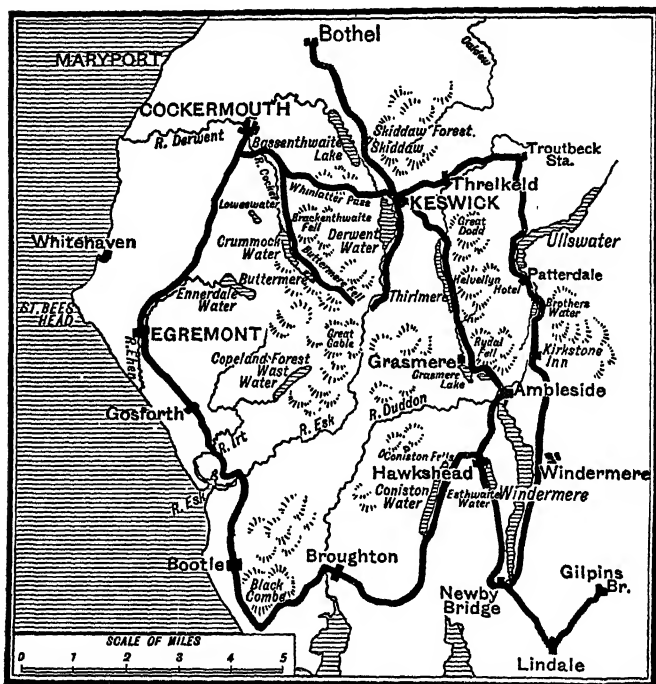 Bothel
MARYPORT
Caldew
COCKERMOUTH
R. Derwent
Bassenthwaite
Lake
Skiddaw Forest
Skiddaw
Troutbeck
Sta.
R. Cocker
Whinlatter Pass
Threlkeld
KESWICK
Loweswater
Brackenthwaite
Fell
Derwent
Water
Great
Dodd
Ullswater
Whitehaven
Crummock
Water
Buttermere Fell
Buttermere
Patterdale
Hotel
Helvellyn
Thirlmere
Brothers
Water
ST. BEES
HEAD
Ennerdale
Water
EGREMONT
R. Ehen
Great
Gable
Copeland Forest
Wast
Water
Rydal
Fell
Grasmere
Grasmere
Lake
Kirkstone
Inn
Ambleside
Gosforth
R. Irt
R. Esk
R. Duddon
Coniston Fells
Hawkshead
Coniston
Water
Esthwaite
Water
Windermere
Windermere
R. Esk
Bootle
Black
Combe
Broughton
Newby
Bridge
Gilpins
Br.
Lindale
SCALE OF MILES
0 1 2 3 4 5